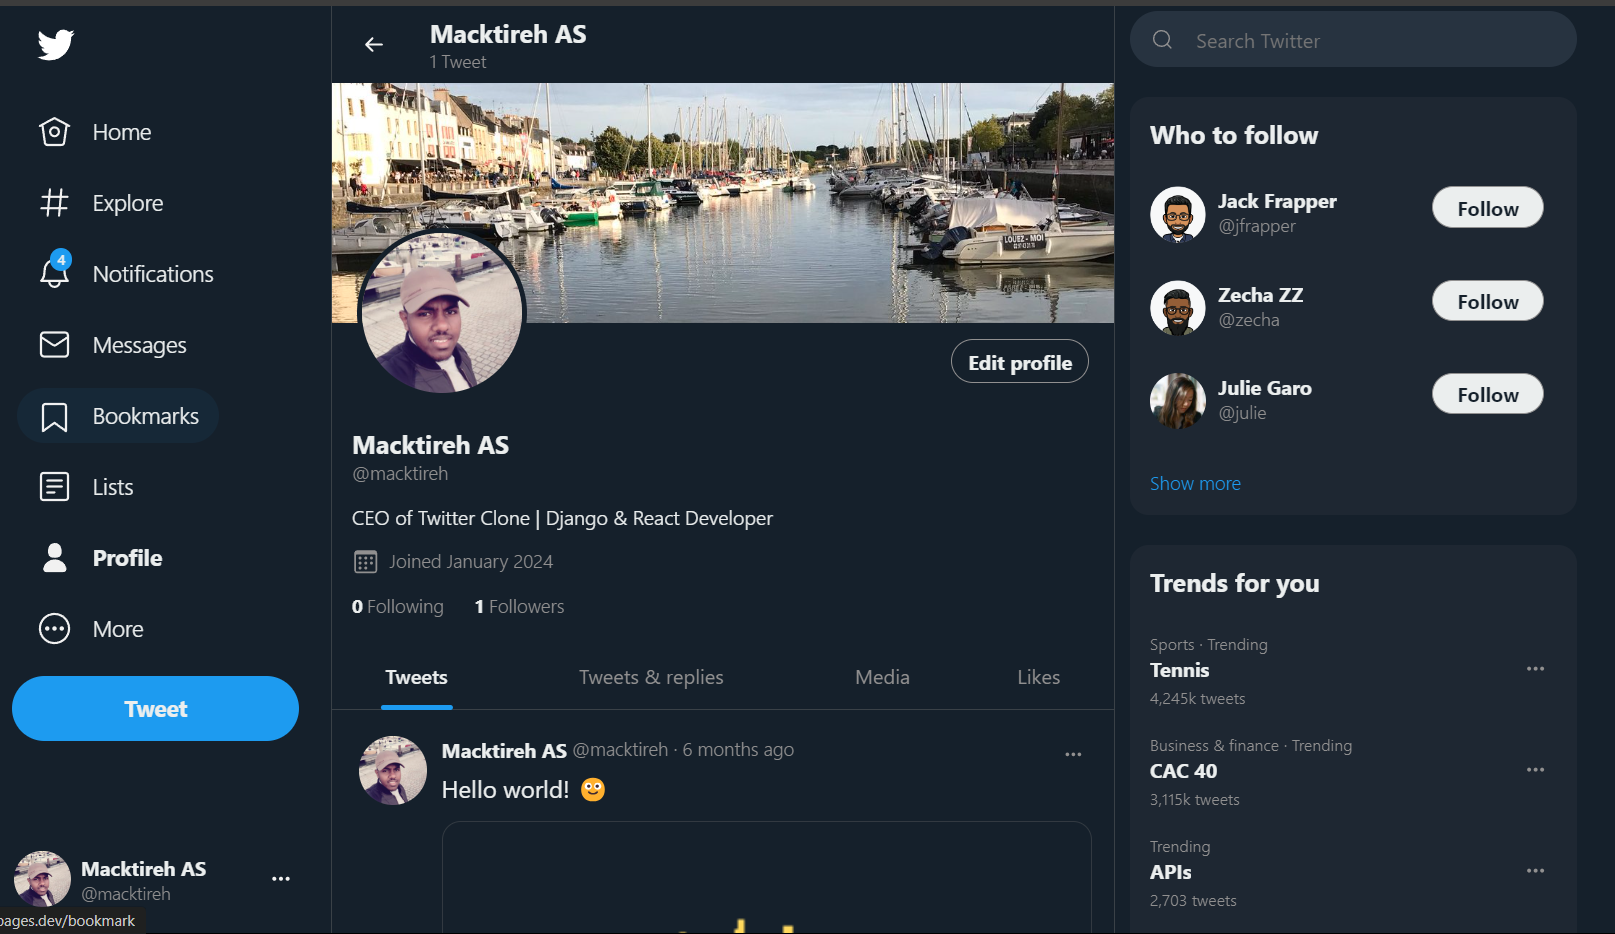 Home
Explore
4
Notifications
Messages
Bookmarks
Lists
Profile
More
Tweet
Macktireh AS
@macktireh
pages.dev/bookmark
Macktireh AS
1 Tweet
LOUEZ - MOI
Edit profile
Macktireh AS
@macktireh
CEO of Twitter Clone | Django & React Developer
Joined January 2024
0 Following 1 Followers
Tweets Tweets & replies Media Likes
Macktireh AS @macktireh · 6 months ago
Hello world!
Search Twitter
Who to follow
Jack Frapper
@jfrapper
Follow
Zecha ZZ
@zecha
Follow
Julie Garo
@julie
Follow
Show more
Trends for you
Sports · Trending
Tennis
4,245k tweets
Business & finance · Trending
CAC 40
3,115k tweets
Trending
APIs
2,703 tweets